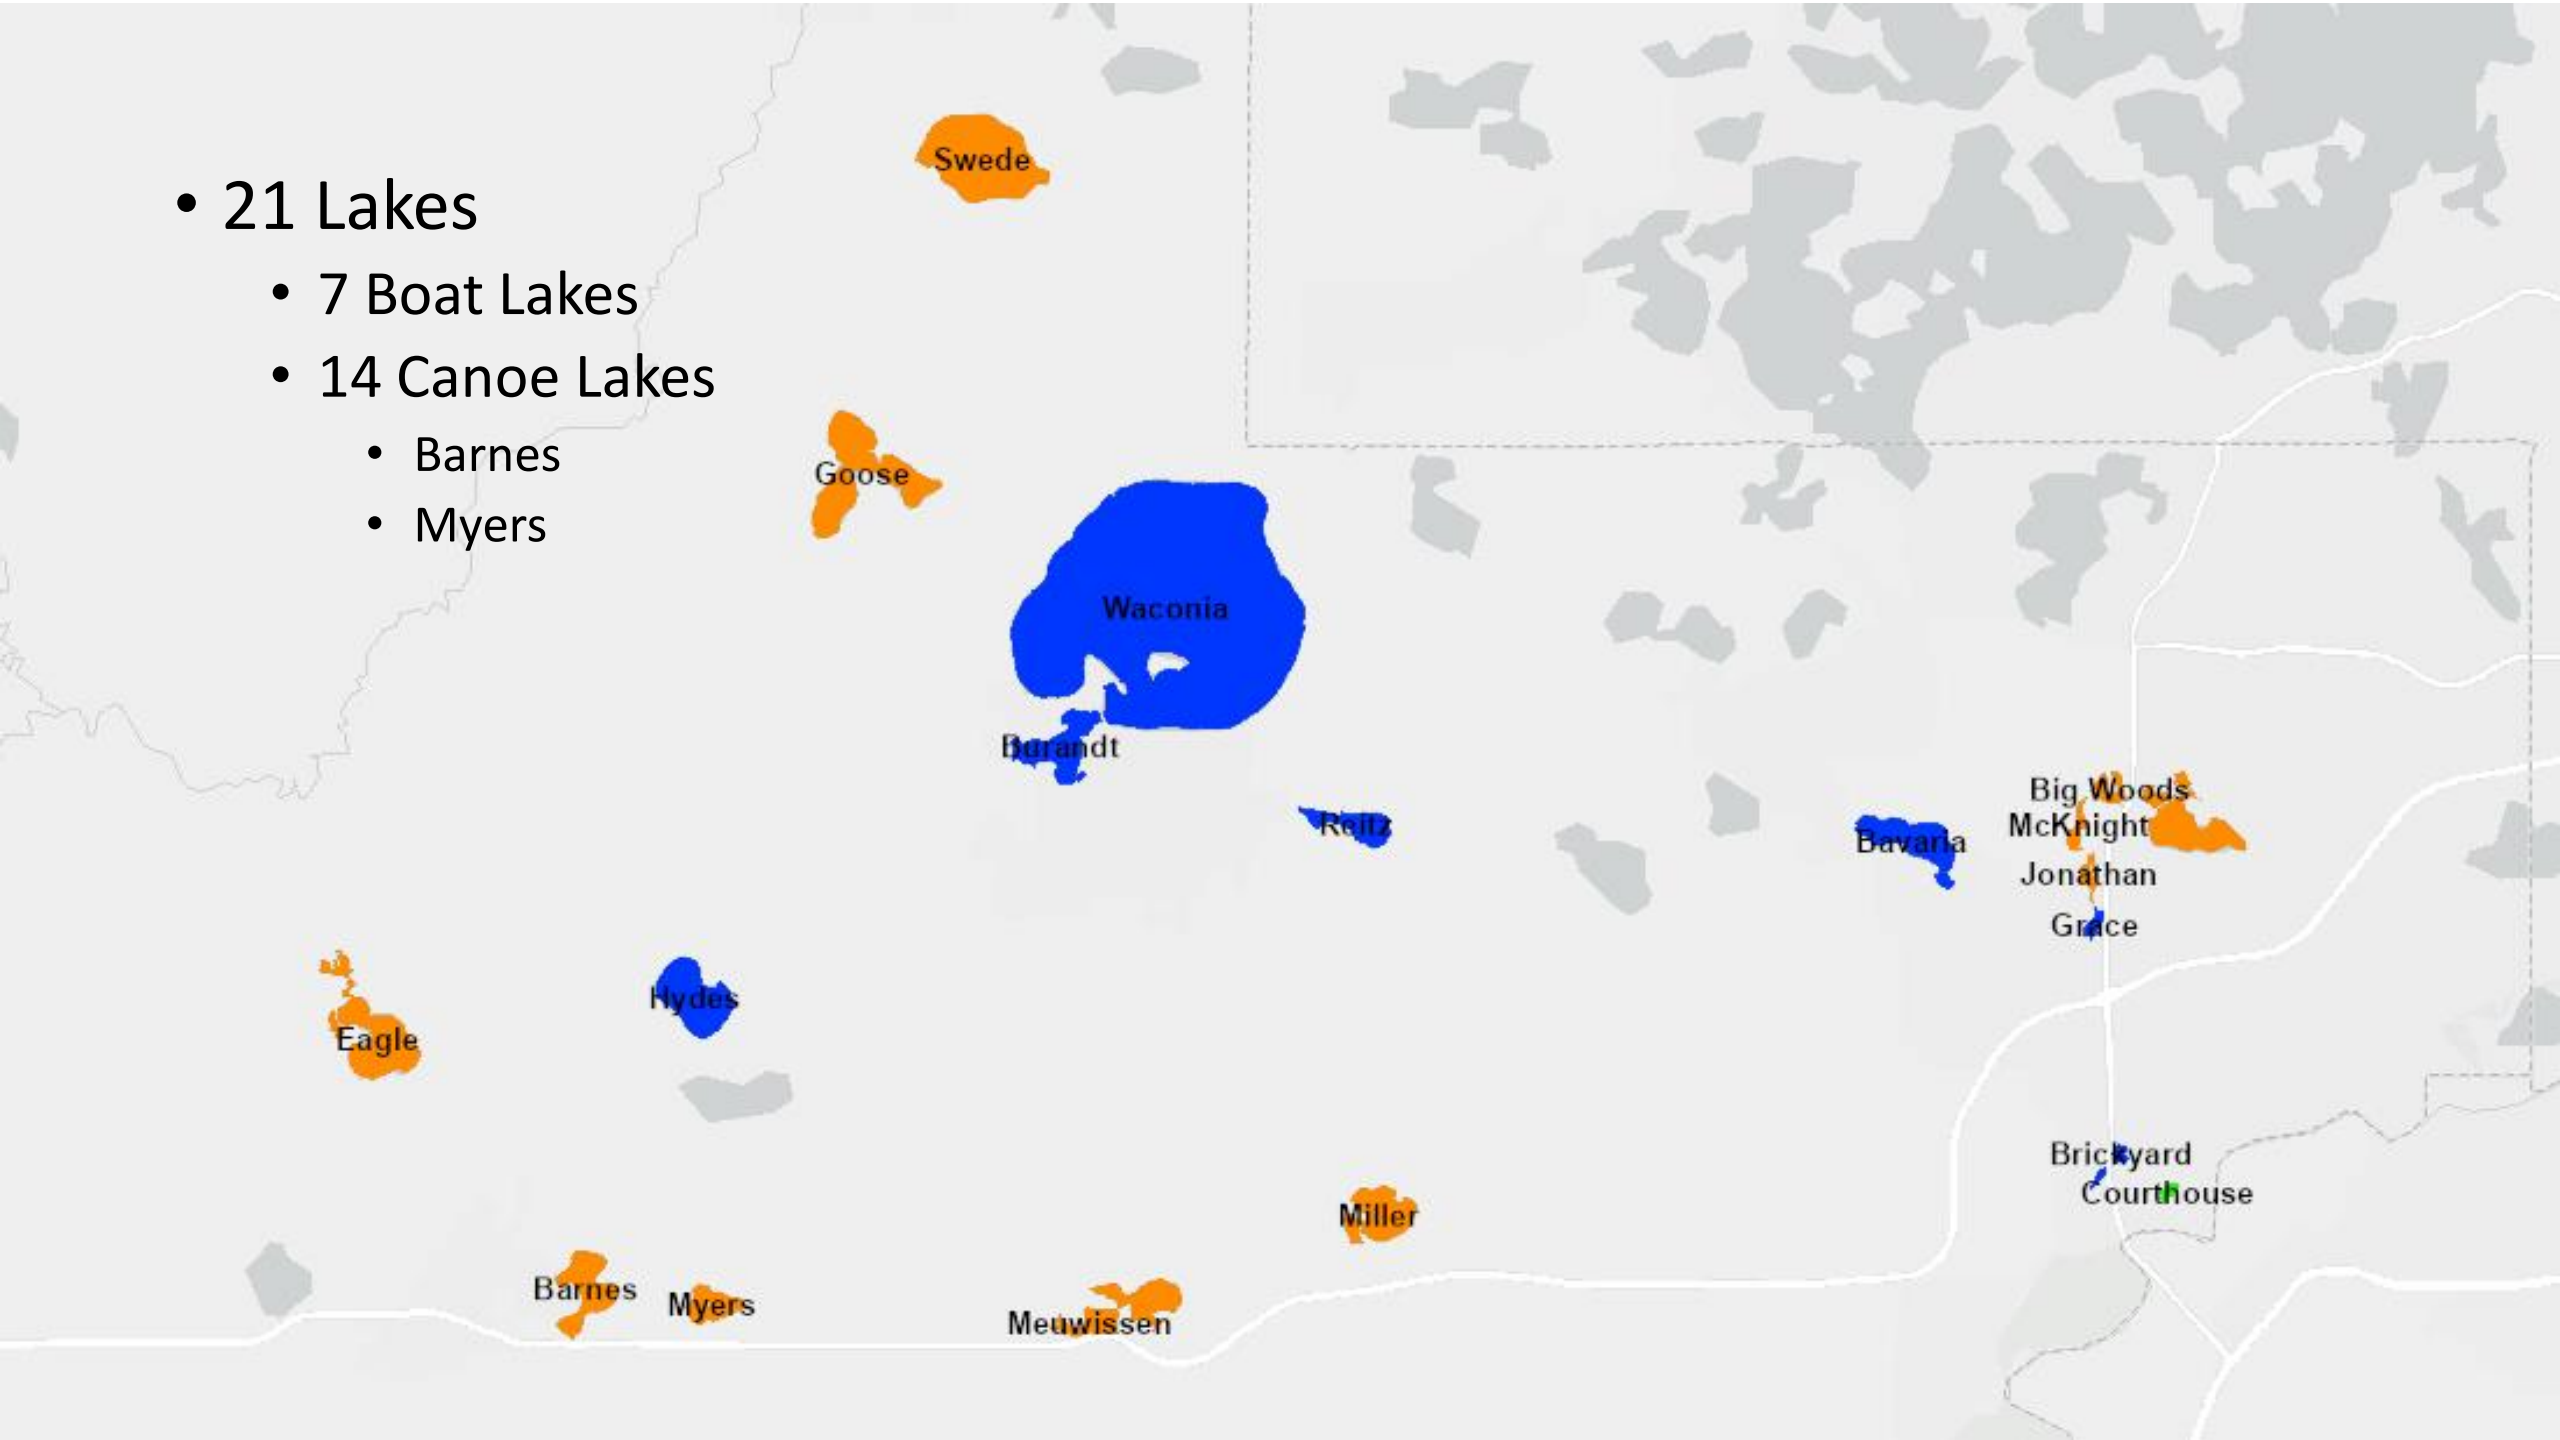 • 21 Lakes
• 7 Boat Lakes
• 14 Canoe Lakes
• Barnes
• Myers
Swede
Goose
Waconia
Burandt
Reitz
Bavaria
Big Woods
McKnight
Jonathan
Grace
Hydes
Eagle
Brickyard
Courthouse
Miller
Barnes
Myers
Meuwissen